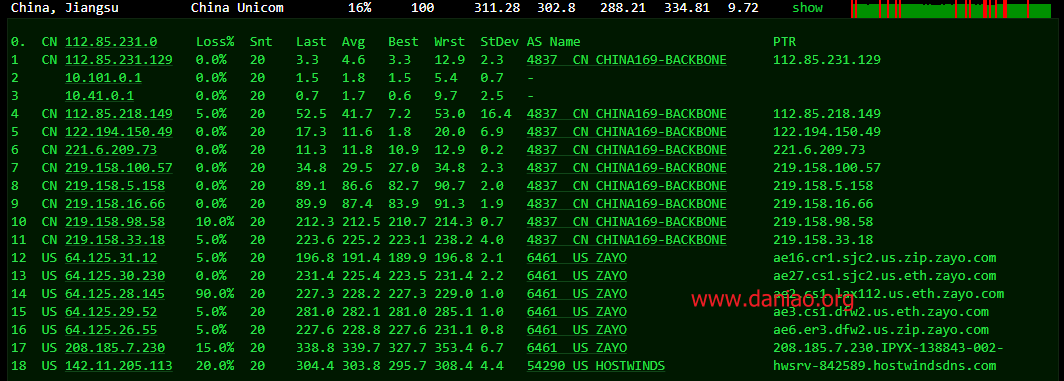 China, Jiangsu China Unicom 16% 100 311.28 302.8 288.21 334.81 9.72 show
0. CN 112.85.231.0 Loss% Snt Last Avg Best Wrst StDev AS Name PTR
1 CN 112.85.231.129 0.0% 20 3.3 4.6 3.3 12.9 2.3 4837 CN CHINA169-BACKBONE 112.85.231.129
2 10.101.0.1 0.0% 20 1.5 1.8 1.5 5.4 0.7 -
3 10.41.0.1 0.0% 20 0.7 1.7 0.6 9.7 2.5 -
4 CN 112.85.218.149 5.0% 20 52.5 41.7 7.2 53.0 16.4 4837 CN CHINA169-BACKBONE 112.85.218.149
5 CN 122.194.150.49 0.0% 20 17.3 11.6 1.8 20.0 6.9 4837 CN CHINA169-BACKBONE 122.194.150.49
6 CN 221.6.209.73 0.0% 20 11.3 11.8 10.9 12.9 0.2 4837 CN CHINA169-BACKBONE 221.6.209.73
7 CN 219.158.100.57 0.0% 20 34.8 29.5 27.0 34.8 2.3 4837 CN CHINA169-BACKBONE 219.158.100.57
8 CN 219.158.5.158 0.0% 20 89.1 86.6 82.7 90.7 2.0 4837 CN CHINA169-BACKBONE 219.158.5.158
9 CN 219.158.16.66 0.0% 20 89.9 87.4 83.9 91.3 1.9 4837 CN CHINA169-BACKBONE 219.158.16.66
10 CN 219.158.98.58 10.0% 20 212.3 212.5 210.7 214.3 0.7 4837 CN CHINA169-BACKBONE 219.158.98.58
11 CN 219.158.33.18 5.0% 20 223.6 225.2 223.1 238.2 4.0 4837 CN CHINA169-BACKBONE 219.158.33.18
12 US 64.125.31.12 5.0% 20 196.8 191.4 189.9 196.8 2.1 6461 US ZAYO ae16.cr1.sjc2.us.zip.zayo.com
13 US 64.125.30.230 0.0% 20 231.4 225.4 223.5 231.4 2.2 6461 US ZAYO ae27.cs1.sjc2.us.eth.zayo.com
14 US 64.125.28.145 90.0% 20 227.3 228.2 227.3 229.0 1.0 6461 US ZAYO ae2.cs1.lax112.us.eth.zayo.com
www.daniao.org
15 US 64.125.29.52 5.0% 20 281.0 282.1 281.0 285.1 1.0 6461 US ZAYO ae3.cs1.dfw2.us.eth.zayo.com
16 US 64.125.26.55 5.0% 20 227.6 228.8 227.6 231.1 0.8 6461 US ZAYO ae6.er3.dfw2.us.zip.zayo.com
17 US 208.185.7.230 15.0% 20 338.8 339.7 327.7 353.4 6.7 6461 US ZAYO 208.185.7.230.IPYX-138843-002-
18 US 142.11.205.113 20.0% 20 304.4 303.8 295.7 308.4 4.4 54290 US HOSTWINDS hwsrv-842589.hostwindsdns.com